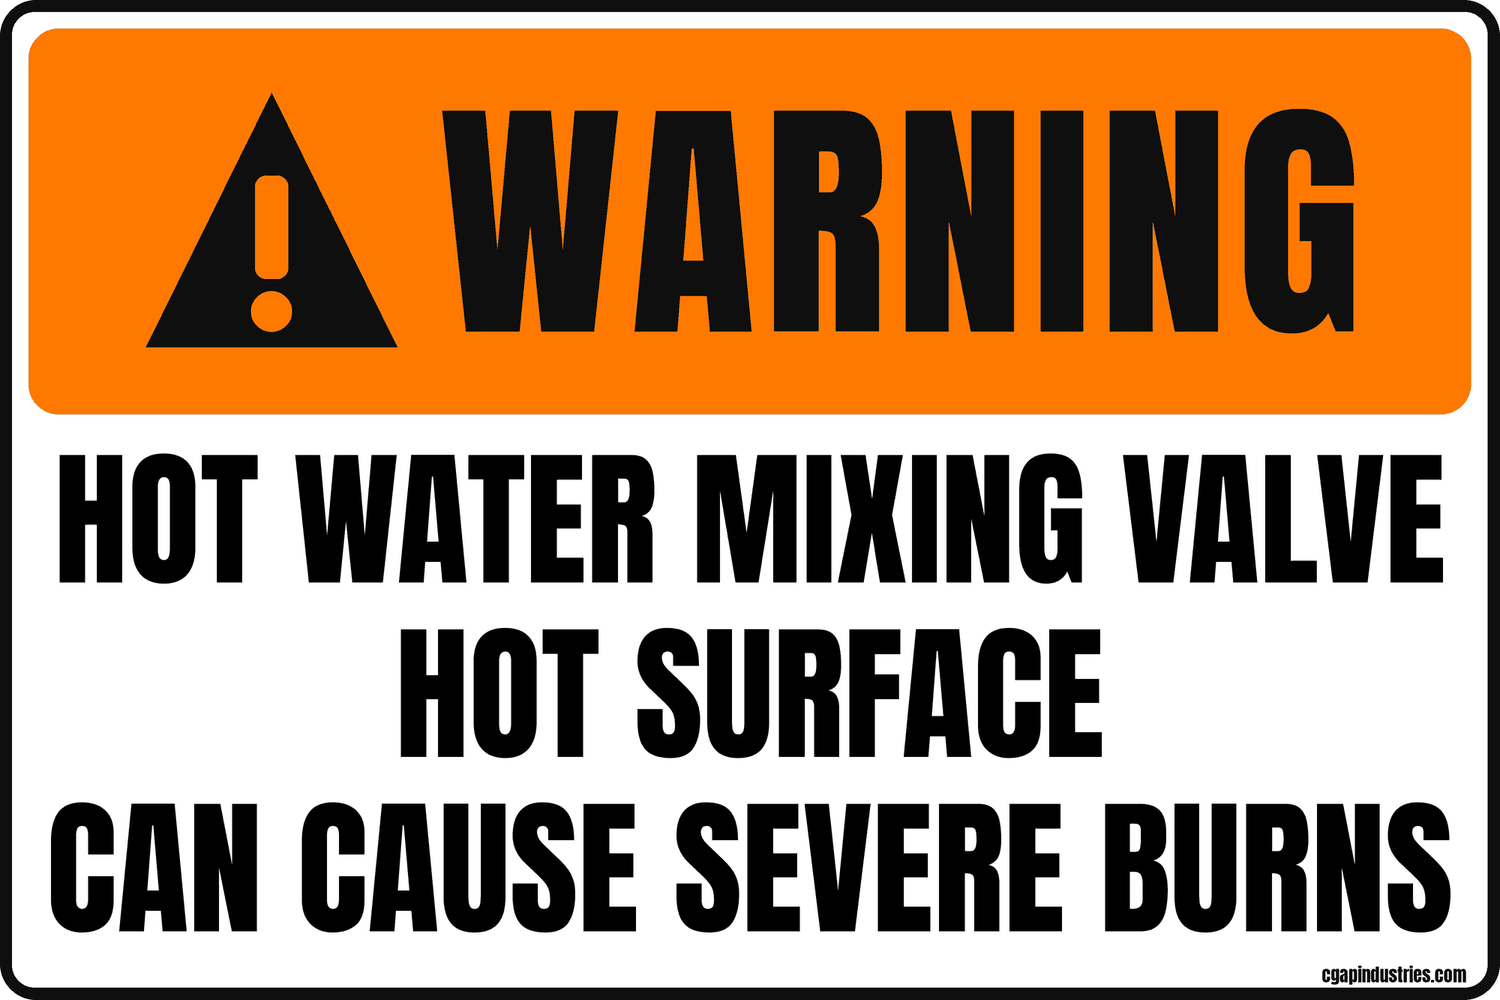 WARNING
HOT WATER MIXING VALVE
HOT SURFACE
CAN CAUSE SEVERE BURNS
cgapindustries.com